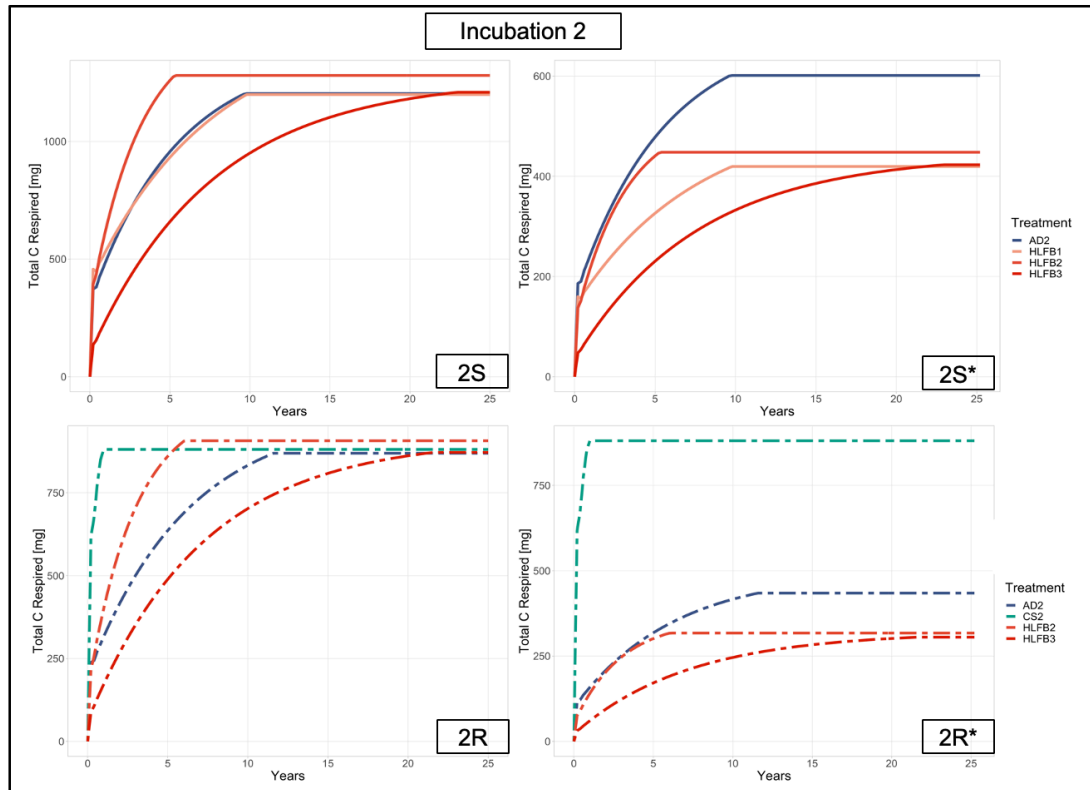 Incubation 2
Total C Respired [mg]
1000
500
0
0 5 10 15 20 25
Years
2S
Total C Respired [mg]
600
400
200
0
0 5 10 15 20 25
Years
2S*
Treatment
AD2
HLFB1
HLFB2
HLFB3
Total C Respired [mg]
750
500
250
0
0 5 10 15 20 25
Years
2R
Total C Respired [mg]
750
500
250
0
0 5 10 15 20 25
Years
2R*
Treatment
AD2
CS2
HLFB2
HLFB3